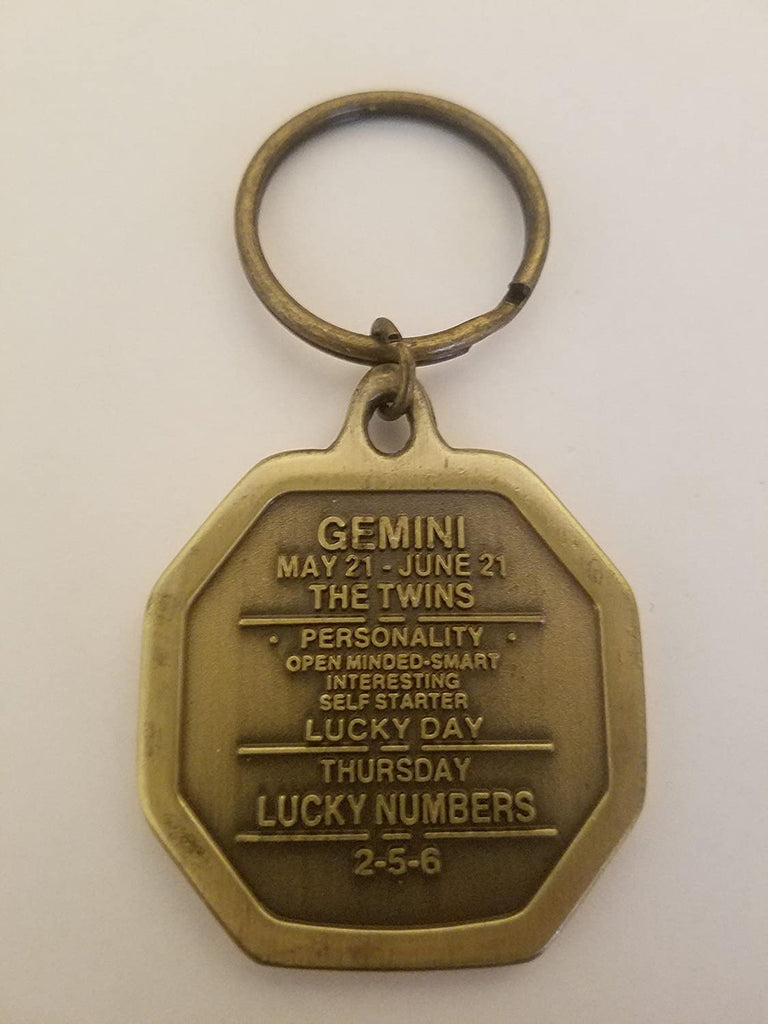 GEMINI
MAY 21 - JUNE 21
THE TWINS
• PERSONALITY •
OPEN MINDED-SMART
INTERESTING
SELF STARTER
LUCKY DAY
THURSDAY
LUCKY NUMBERS
2-5-6